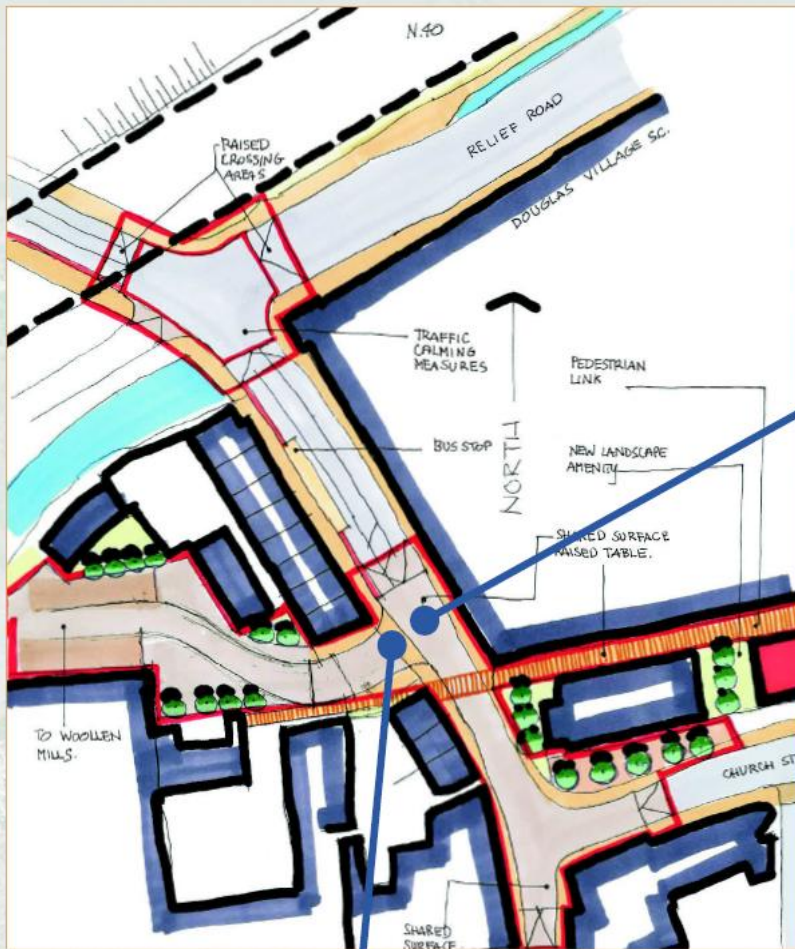 N.40
RAISED
CROSSING
AREAS
RELIEF ROAD
DOUGLAS VILLAGE S.C.
TRAFFIC
CALMING
MEASURES
PEDESTRIAN
LINK
BUS STOP
NORTH
NEW LANDSCAPE
AMENITY
SHARED SURFACE
RAISED TABLE.
TO WOOLLEN
MILLS.
CHURCH ST
SHARED
SURFACE